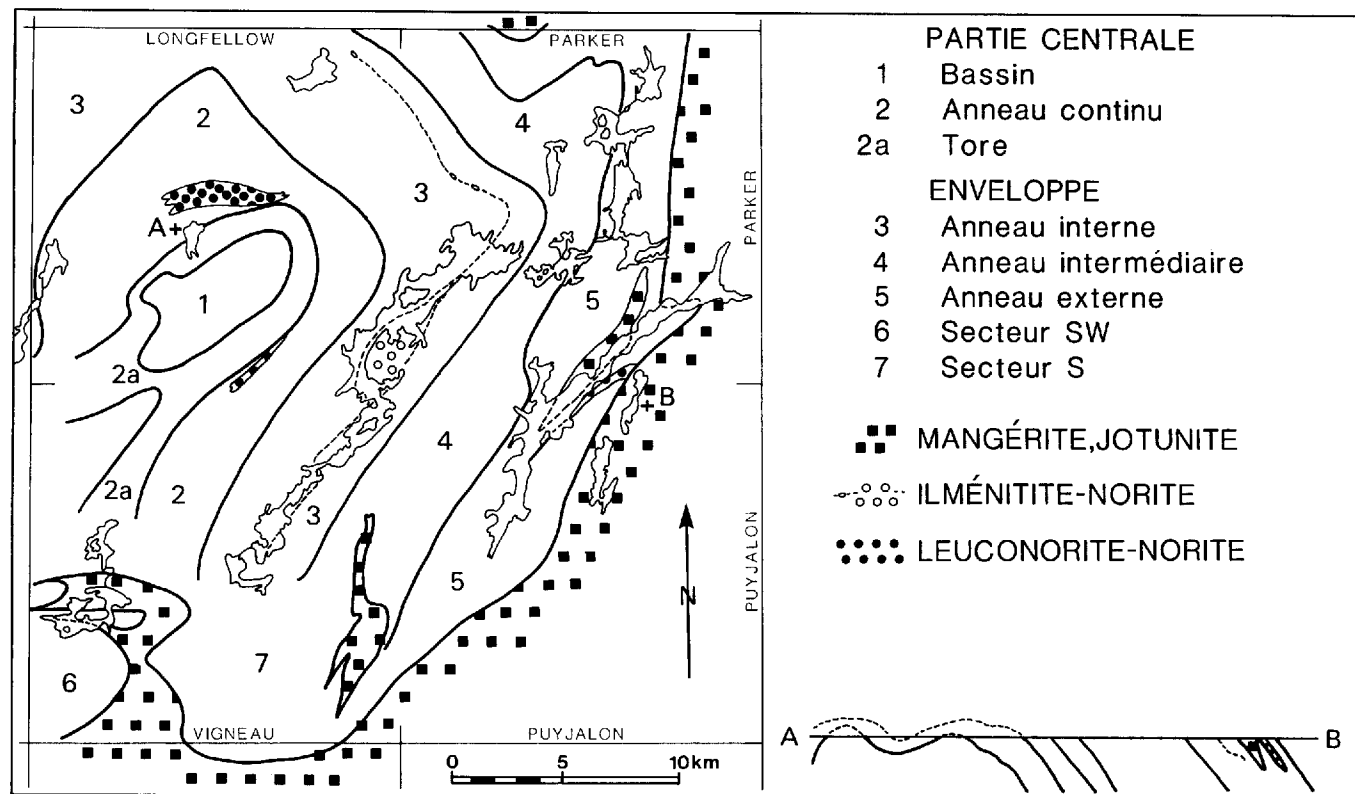 LONGFELLOW
PARKER
3
2
4
3
PARKER
A
1
5
2a
B
4
2a
2
3
5
PUYJALON
N
7
6
VIGNEAU
PUYJALON
0 5 10km
PARTIE CENTRALE
1 Bassin
2 Anneau continu
2a Tore
ENVELOPPE
3 Anneau interne
4 Anneau intermédiaire
5 Anneau externe
6 Secteur SW
7 Secteur S
MANGÉRITE,JOTUNITE
ILMÉNITITE-NORITE
LEUCONORITE-NORITE
A B